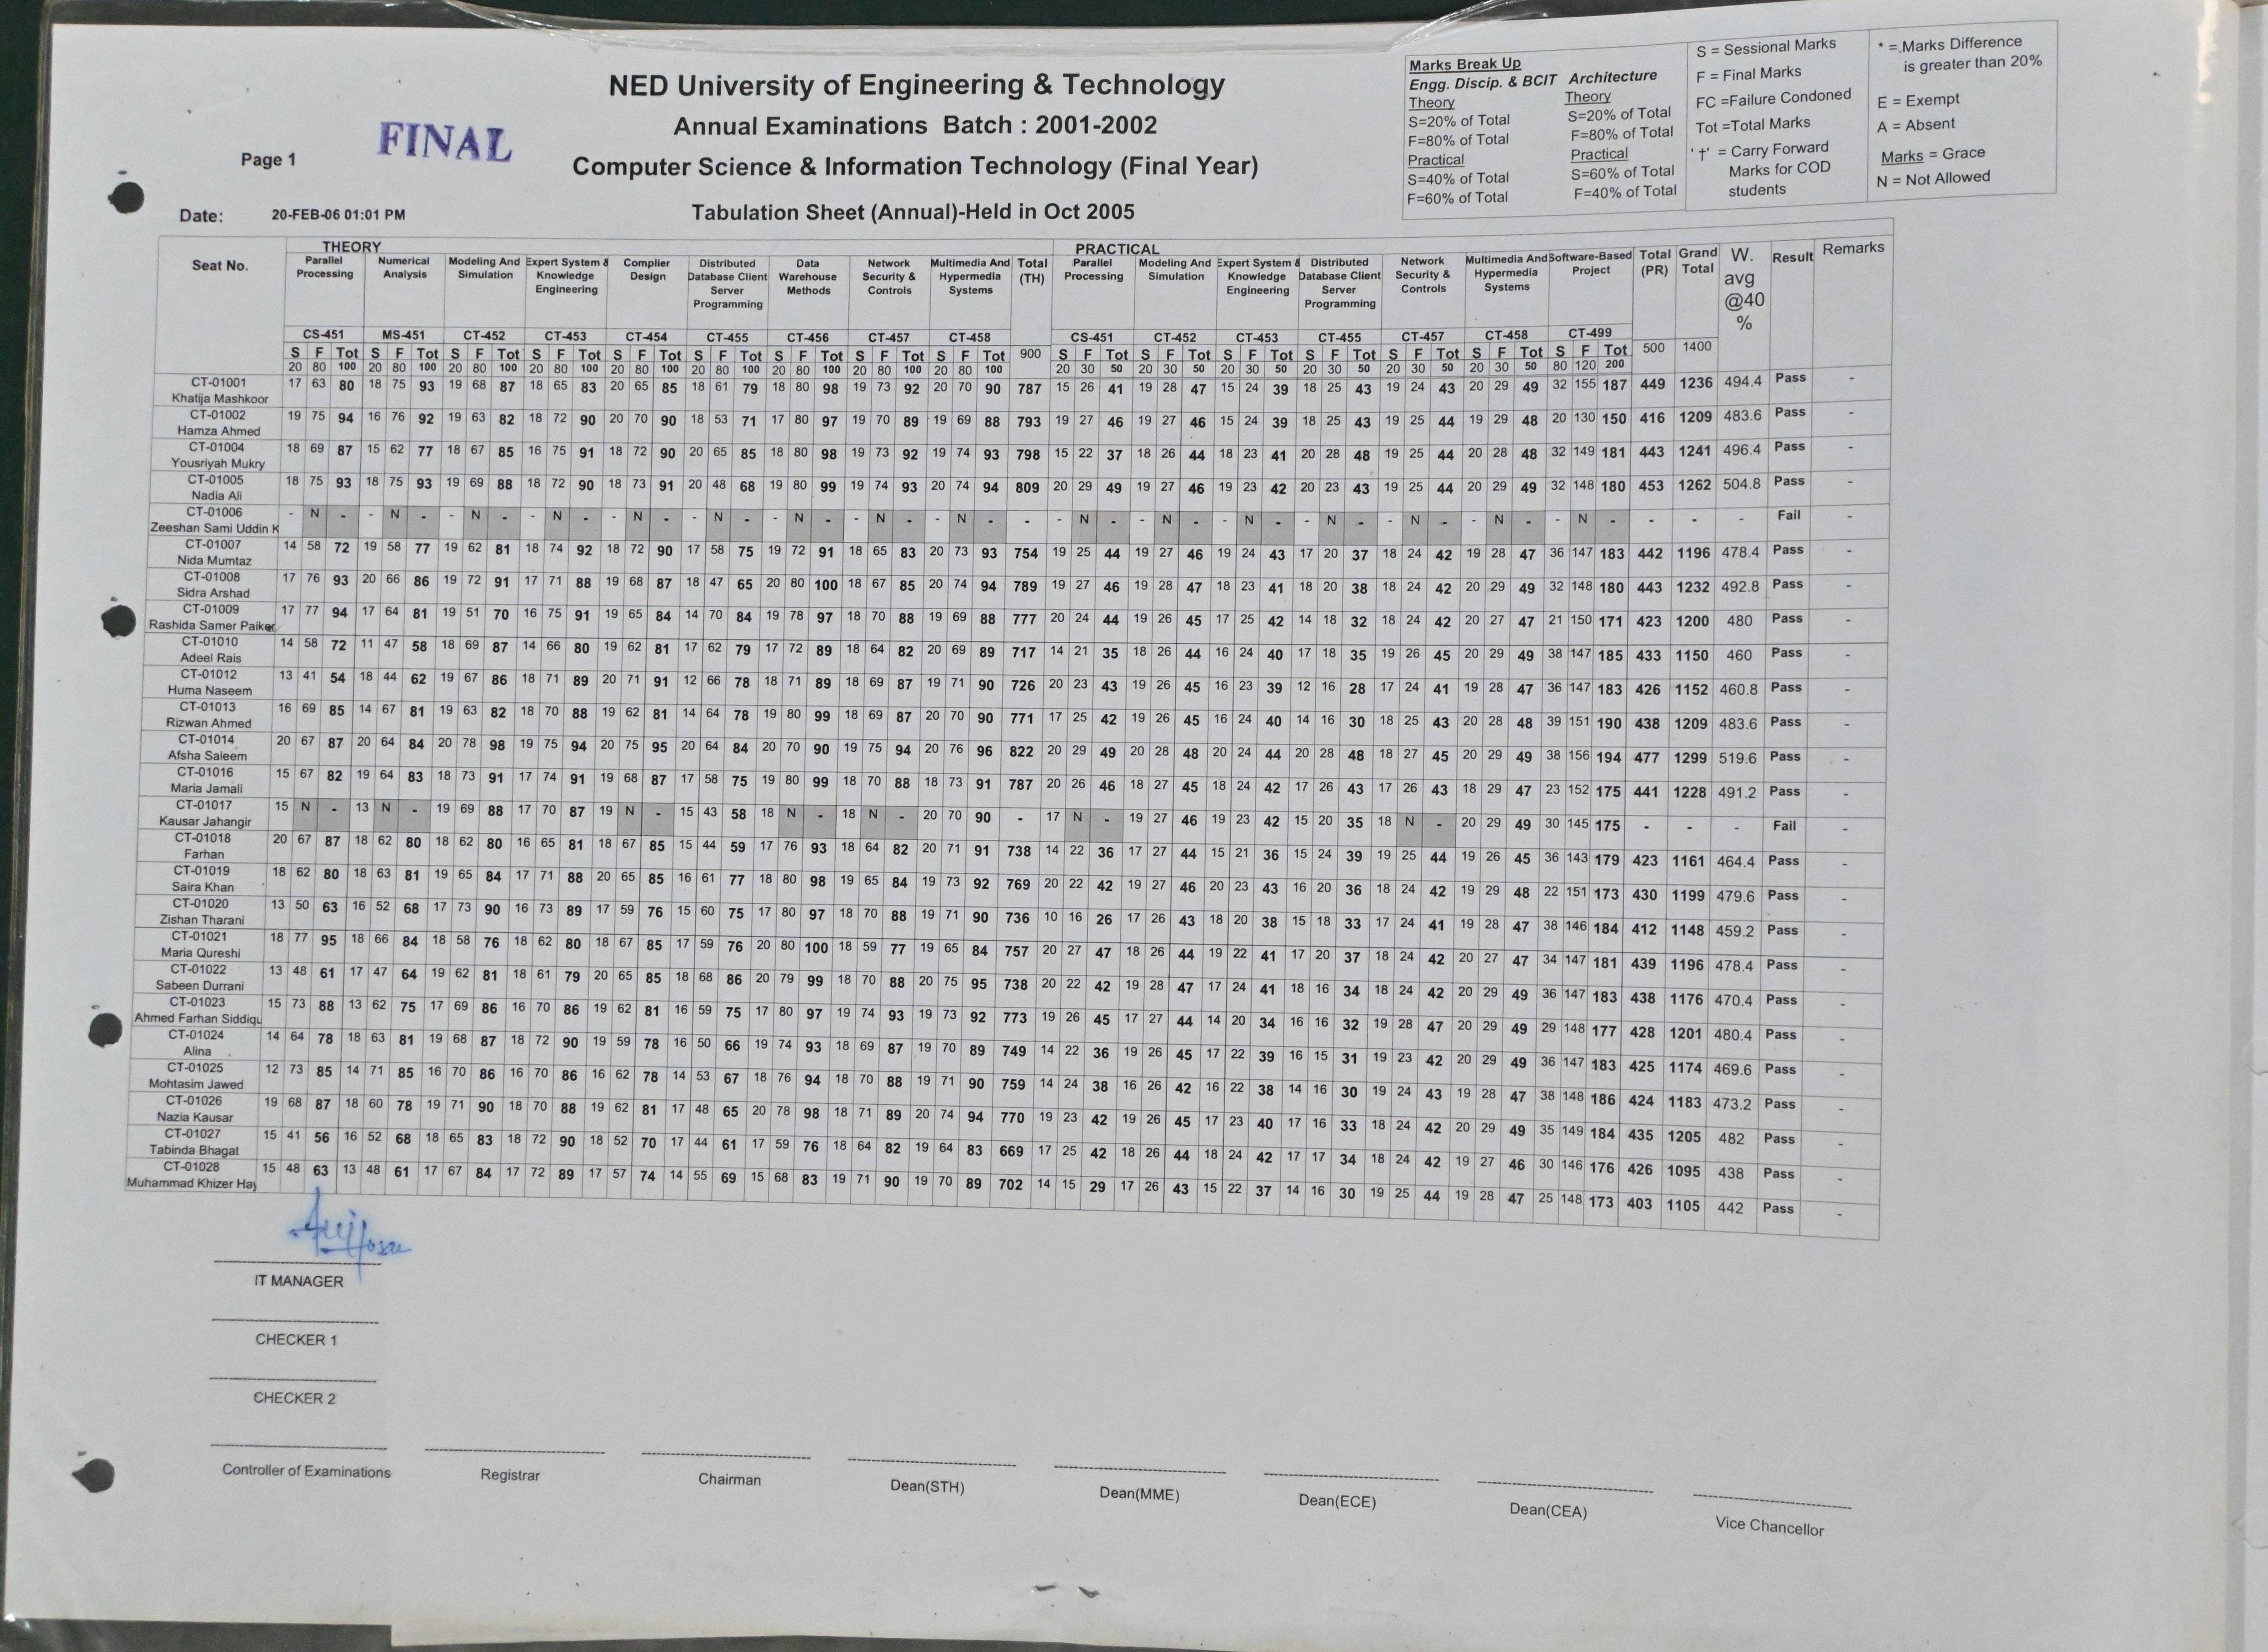 NED University of Engineering & Technology
Annual Examinations Batch : 2001-2002
Computer Science & Information Technology (Final Year)
Tabulation Sheet (Annual)-Held in Oct 2005
FINAL
Page 1
Date: 20-FEB-06 01:01 PM
Marks Break Up
Engg. Discip. & BCIT Architecture
Theory Theory
S=20% of Total S=20% of Total
F=80% of Total F=80% of Total
Practical Practical
S=40% of Total S=60% of Total
F=60% of Total F=40% of Total
S = Sessional Marks
F = Final Marks
FC =Failure Condoned
Tot =Total Marks
'†' = Carry Forward
Marks for COD
students
* =.Marks Difference
is greater than 20%
E = Exempt
A = Absent
Marks = Grace
N = Not Allowed
THEORY PRACTICAL
Seat No. Parallel Processing Numerical Analysis Modeling And Simulation Expert System & Knowledge Engineering Complier Design Distributed Database Client Server Programming Data Warehouse Methods Network Security & Controls Multimedia And Hypermedia Systems Total (TH) Parallel Processing Modeling And Simulation Expert System & Knowledge Engineering Distributed Database Client Server Programming Network Security & Controls Multimedia And Hypermedia Systems Software-Based Project Total (PR) Grand Total W. avg @40 % Result Remarks
CS-451 MS-451 CT-452 CT-453 CT-454 CT-455 CT-456 CT-457 CT-458 CS-451 CT-452 CT-453 CT-455 CT-457 CT-458 CT-499
S F Tot S F Tot S F Tot S F Tot S F Tot S F Tot S F Tot S F Tot S F Tot 900 S F Tot S F Tot S F Tot S F Tot S F Tot S F Tot S F Tot 500 1400
20 80 100 20 80 100 20 80 100 20 80 100 20 80 100 20 80 100 20 80 100 20 80 100 20 80 100 20 30 50 20 30 50 20 30 50 20 30 50 20 30 50 20 30 50 80 120 200
CT-01001 17 63 80 18 75 93 19 68 87 18 65 83 20 65 85 18 61 79 18 80 98 19 73 92 20 70 90 787 15 26 41 19 28 47 15 24 39 18 25 43 19 24 43 20 29 49 32 155 187 449 1236 494.4 Pass -
Khatija Mashkoor
CT-01002 19 75 94 16 76 92 19 63 82 18 72 90 20 70 90 18 53 71 17 80 97 19 70 89 19 69 88 793 19 27 46 19 27 46 15 24 39 18 25 43 19 25 44 19 29 48 20 130 150 416 1209 483.6 Pass -
Hamza Ahmed
CT-01004 18 69 87 15 62 77 18 67 85 16 75 91 18 72 90 20 65 85 18 80 98 19 73 92 19 74 93 798 15 22 37 18 26 44 18 23 41 20 28 48 19 25 44 20 28 48 32 149 181 443 1241 496.4 Pass -
Yousriyah Mukry
CT-01005 18 75 93 18 75 93 19 69 88 18 72 90 18 73 91 20 48 68 19 80 99 19 74 93 20 74 94 809 20 29 49 19 27 46 19 23 42 20 23 43 19 25 44 20 29 49 32 148 180 453 1262 504.8 Pass -
Nadia Ali
CT-01006 - N - - N - - N - - N - - N - - N - - N - - N - - N - - - N - - N - - N - - N - - N - - N - - N - - - - Fail -
Zeeshan Sami Uddin K
CT-01007 14 58 72 19 58 77 19 62 81 18 74 92 18 72 90 17 58 75 19 72 91 18 65 83 20 73 93 754 19 25 44 19 27 46 19 24 43 17 20 37 18 24 42 19 28 47 36 147 183 442 1196 478.4 Pass -
Nida Mumtaz
CT-01008 17 76 93 20 66 86 19 72 91 17 71 88 19 68 87 18 47 65 20 80 100 18 67 85 20 74 94 789 19 27 46 19 28 47 18 23 41 18 20 38 18 24 42 20 29 49 32 148 180 443 1232 492.8 Pass -
Sidra Arshad
CT-01009 17 77 94 17 64 81 19 51 70 16 75 91 19 65 84 14 70 84 19 78 97 18 70 88 19 69 88 777 20 24 44 19 26 45 17 25 42 14 18 32 18 24 42 20 27 47 21 150 171 423 1200 480 Pass -
Rashida Samer Paiker
CT-01010 14 58 72 11 47 58 18 69 87 14 66 80 19 62 81 17 62 79 17 72 89 18 64 82 20 69 89 717 14 21 35 18 26 44 16 24 40 17 18 35 19 26 45 20 29 49 38 147 185 433 1150 460 Pass -
Adeel Rais
CT-01012 13 41 54 18 44 62 19 67 86 18 71 89 20 71 91 12 66 78 18 71 89 18 69 87 19 71 90 726 20 23 43 19 26 45 16 23 39 12 16 28 17 24 41 19 28 47 36 147 183 426 1152 460.8 Pass -
Huma Naseem
CT-01013 16 69 85 14 67 81 19 63 82 18 70 88 19 62 81 14 64 78 19 80 99 18 69 87 20 70 90 771 17 25 42 19 26 45 16 24 40 14 16 30 18 25 43 20 28 48 39 151 190 438 1209 483.6 Pass -
Rizwan Ahmed
CT-01014 20 67 87 20 64 84 20 78 98 19 75 94 20 75 95 20 64 84 20 70 90 19 75 94 20 76 96 822 20 29 49 20 28 48 20 24 44 20 28 48 18 27 45 20 29 49 38 156 194 477 1299 519.6 Pass -
Afsha Saleem
CT-01016 15 67 82 19 64 83 18 73 91 17 74 91 19 68 87 17 58 75 19 80 99 18 70 88 18 73 91 787 20 26 46 18 27 45 18 24 42 17 26 43 17 26 43 18 29 47 23 152 175 441 1228 491.2 Pass -
Maria Jamali
CT-01017 15 N - 13 N - 19 69 88 17 70 87 19 N - 15 43 58 18 N - 18 N - 20 70 90 - 17 N - 19 27 46 19 23 42 15 20 35 18 N - 20 29 49 30 145 175 - - - Fail -
Kausar Jahangir
CT-01018 20 67 87 18 62 80 18 62 80 16 65 81 18 67 85 15 44 59 17 76 93 18 64 82 20 71 91 738 14 22 36 17 27 44 15 21 36 15 24 39 19 25 44 19 26 45 36 143 179 423 1161 464.4 Pass -
Farhan
CT-01019 18 62 80 18 63 81 19 65 84 17 71 88 20 65 85 16 61 77 18 80 98 19 65 84 19 73 92 769 20 22 42 19 27 46 20 23 43 16 20 36 18 24 42 19 29 48 22 151 173 430 1199 479.6 Pass -
Saira Khan
CT-01020 13 50 63 16 52 68 17 73 90 16 73 89 17 59 76 15 60 75 17 80 97 18 70 88 19 71 90 736 10 16 26 17 26 43 18 20 38 15 18 33 17 24 41 19 28 47 38 146 184 412 1148 459.2 Pass -
Zishan Tharani
CT-01021 18 77 95 18 66 84 18 58 76 18 62 80 18 67 85 17 59 76 20 80 100 18 59 77 19 65 84 757 20 27 47 18 26 44 19 22 41 17 20 37 18 24 42 20 27 47 34 147 181 439 1196 478.4 Pass -
Maria Qureshi
CT-01022 13 48 61 17 47 64 19 62 81 18 61 79 20 65 85 18 68 86 20 79 99 18 70 88 20 75 95 738 20 22 42 19 28 47 17 24 41 18 16 34 18 24 42 20 29 49 36 147 183 438 1176 470.4 Pass -
Sabeen Durrani
CT-01023 15 73 88 13 62 75 17 69 86 16 70 86 19 62 81 16 59 75 17 80 97 19 74 93 19 73 92 773 19 26 45 17 27 44 14 20 34 16 16 32 19 28 47 20 29 49 29 148 177 428 1201 480.4 Pass -
Ahmed Farhan Siddiqu
CT-01024 14 64 78 18 63 81 19 68 87 18 72 90 19 59 78 16 50 66 19 74 93 18 69 87 19 70 89 749 14 22 36 19 26 45 17 22 39 16 15 31 19 23 42 20 29 49 36 147 183 425 1174 469.6 Pass -
Alina
CT-01025 12 73 85 14 71 85 16 70 86 16 70 86 16 62 78 14 53 67 18 76 94 18 70 88 19 71 90 759 14 24 38 16 26 42 16 22 38 14 16 30 19 24 43 19 28 47 38 148 186 424 1183 473.2 Pass -
Mohtasim Jawed
CT-01026 19 68 87 18 60 78 19 71 90 18 70 88 19 62 81 17 48 65 20 78 98 18 71 89 20 74 94 770 19 23 42 19 26 45 17 23 40 17 16 33 18 24 42 20 29 49 35 149 184 435 1205 482 Pass -
Nazia Kausar
CT-01027 15 41 56 16 52 68 18 65 83 18 72 90 18 52 70 17 44 61 17 59 76 18 64 82 19 64 83 669 17 25 42 18 26 44 18 24 42 17 17 34 18 24 42 19 27 46 30 146 176 426 1095 438 Pass -
Tabinda Bhagat
CT-01028 15 48 63 13 48 61 17 67 84 17 72 89 17 57 74 14 55 69 15 68 83 19 71 90 19 70 89 702 14 15 29 17 26 43 15 22 37 14 16 30 19 25 44 19 28 47 25 148 173 403 1105 442 Pass -
Muhammad Khizer Hay
IT MANAGER
CHECKER 1
CHECKER 2
Controller of Examinations Registrar Chairman Dean(STH) Dean(MME) Dean(ECE) Dean(CEA) Vice Chancellor